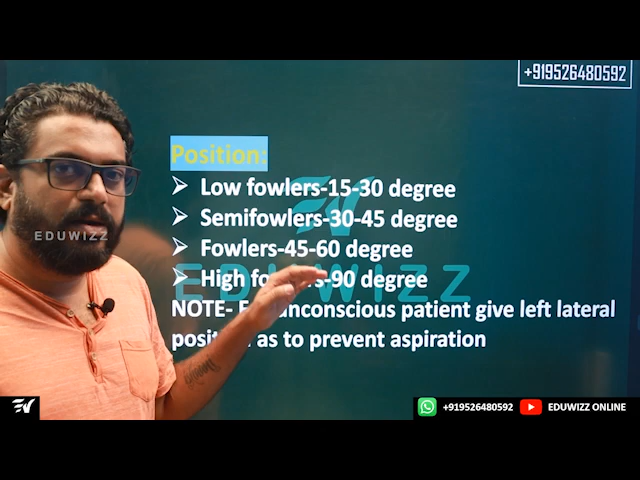 +919526480592
Position:
➤ Low fowlers-15-30 degree
➤ Semifowlers-30-45 degree
➤ Fowlers-45-60 degree
➤ High -90 degree
NOTE- unconscious patient give left lateral
as to prevent aspiration
EDUWIZZ
EDUWIZZ
+919526480592 EDUWIZZ ONLINE